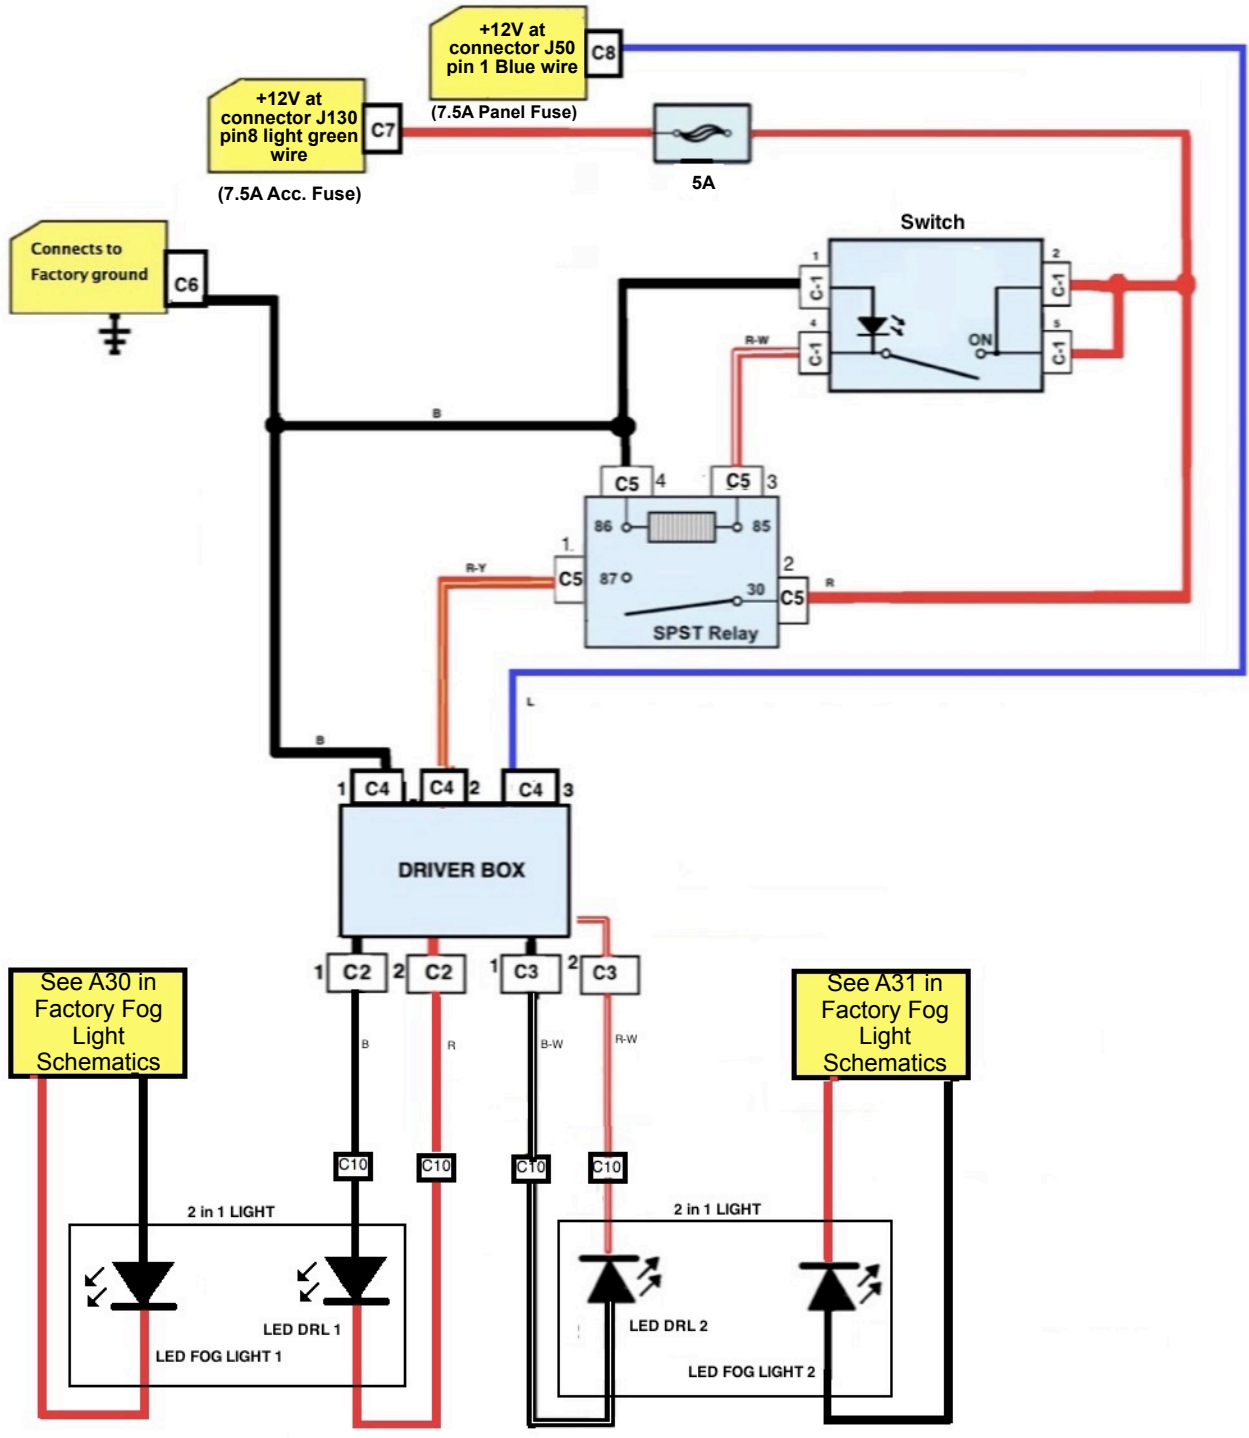 +12V at
connector J50
pin 1 Blue wire
C8
(7.5A Panel Fuse)
+12V at
connector J130
pin8 light green
wire
C7
(7.5A Acc. Fuse)
5A
Connects to
Factory ground
C6
Switch
1
C-1
2
C-1
4
C-1
5
C-1
ON
R-W
B
C5
4
C5
3
86
85
1.
C5
87
2
C5
30
R
SPST Relay
R-Y
L
B
1
C4
C4
2
C4
3
DRIVER BOX
1
C2
2
C2
1
C3
2
C3
See A30 in
Factory Fog
Light
Schematics
See A31 in
Factory Fog
Light
Schematics
B
R
B-W
R-W
C10
C10
C10
C10
2 in 1 LIGHT
2 in 1 LIGHT
LED DRL 1
LED FOG LIGHT 1
LED DRL 2
LED FOG LIGHT 2